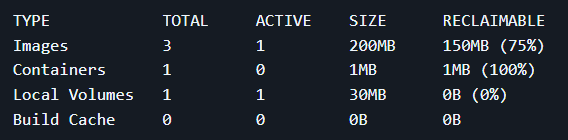 TYPE TOTAL ACTIVE SIZE RECLAIMABLE
Images 3 1 200MB 150MB (75%)
Containers 1 0 1MB 1MB (100%)
Local Volumes 1 1 30MB 0B (0%)
Build Cache 0 0 0B 0B